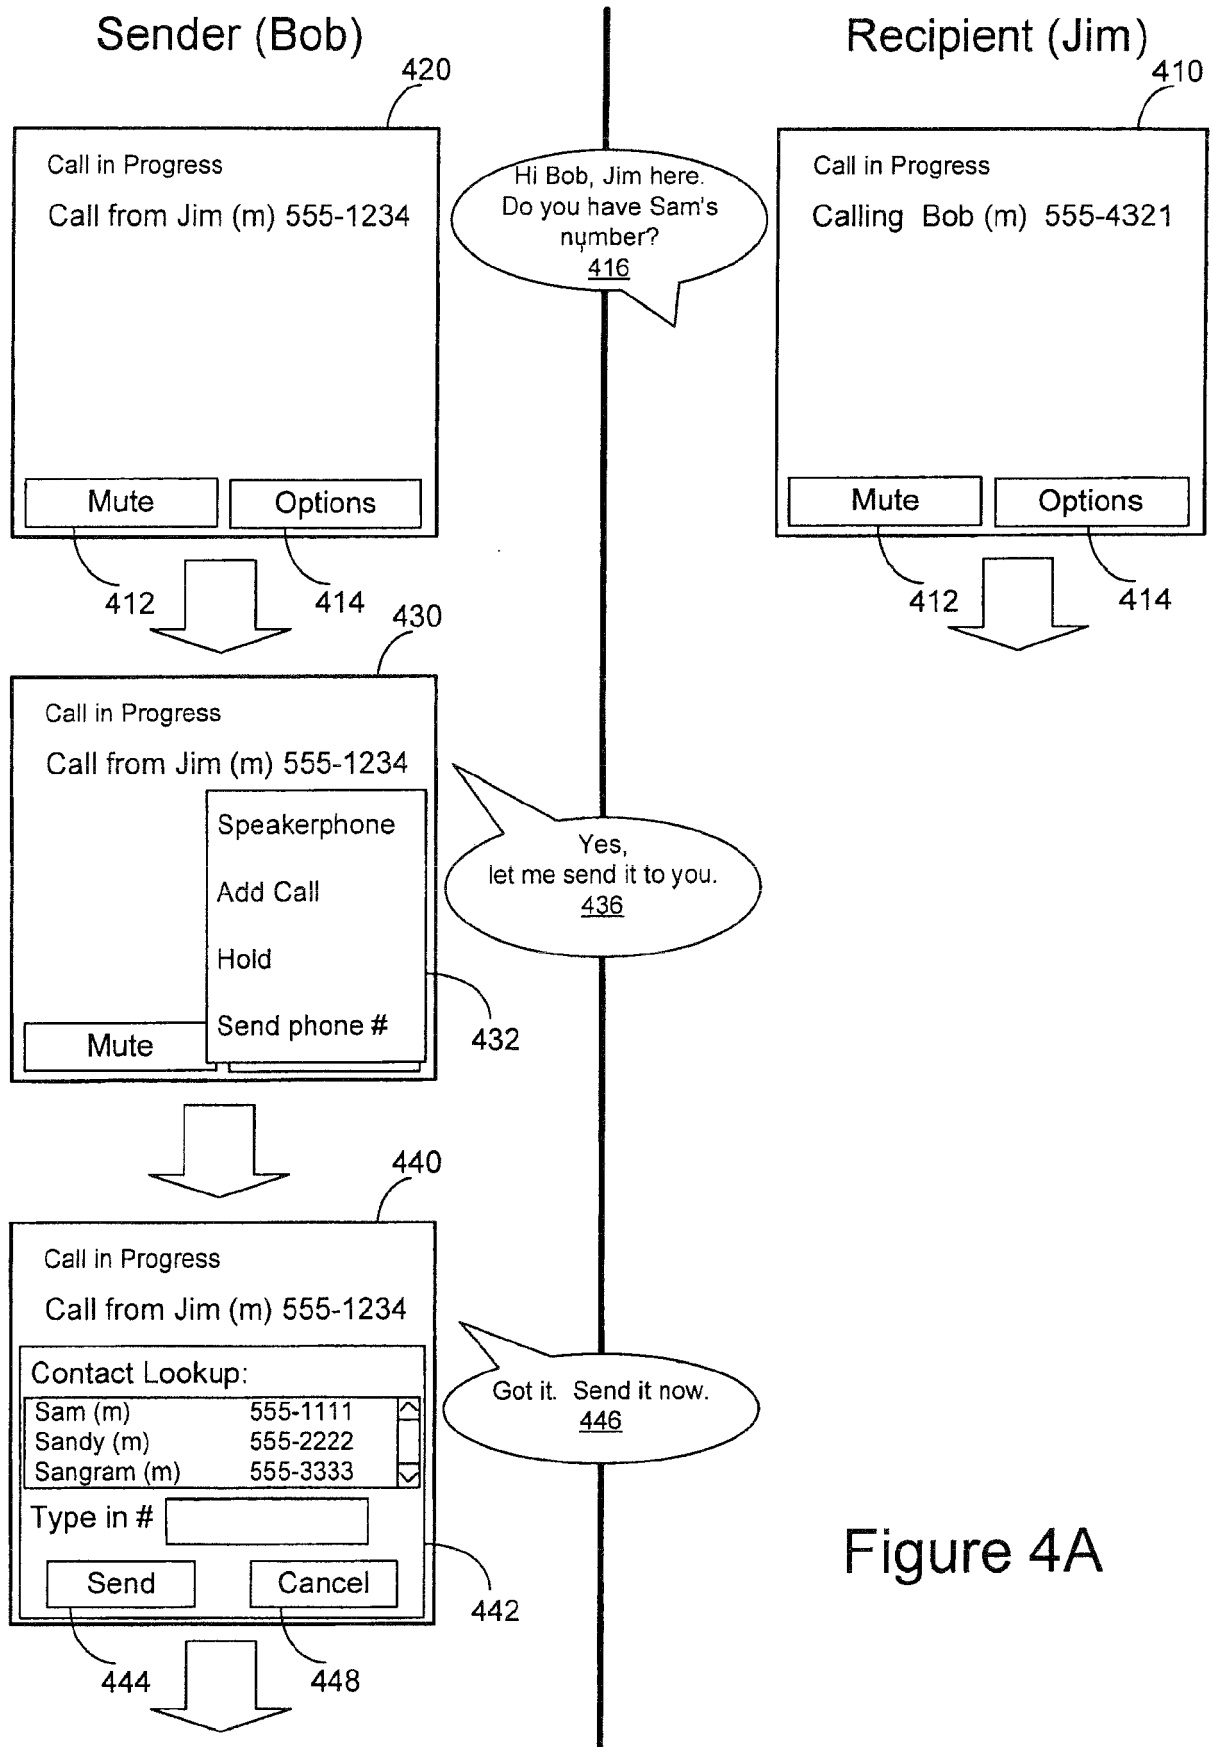 Sender (Bob)
Recipient (Jim)
420
410
Call in Progress
Call from Jim (m) 555-1234
Hi Bob, Jim here.
Do you have Sam's
number?
416
Call in Progress
Calling Bob (m) 555-4321
Mute
Options
Mute
Options
412
414
412
414
430
Call in Progress
Call from Jim (m) 555-1234
Speakerphone
Add Call
Hold
Send phone #
Mute
432
Yes,
let me send it to you.
436
440
Call in Progress
Call from Jim (m) 555-1234
Contact Lookup:
Sam (m) 555-1111
Sandy (m) 555-2222
Sangram (m) 555-3333
Type in #
Send
Cancel
442
444
448
Got it. Send it now.
446
Figure 4A